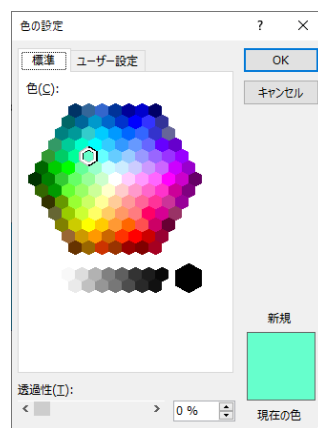 色の設定
? ×
標準 ユーザー設定
OK
キャンセル
色(C):
新規
現在の色
透過性(T):
0 %